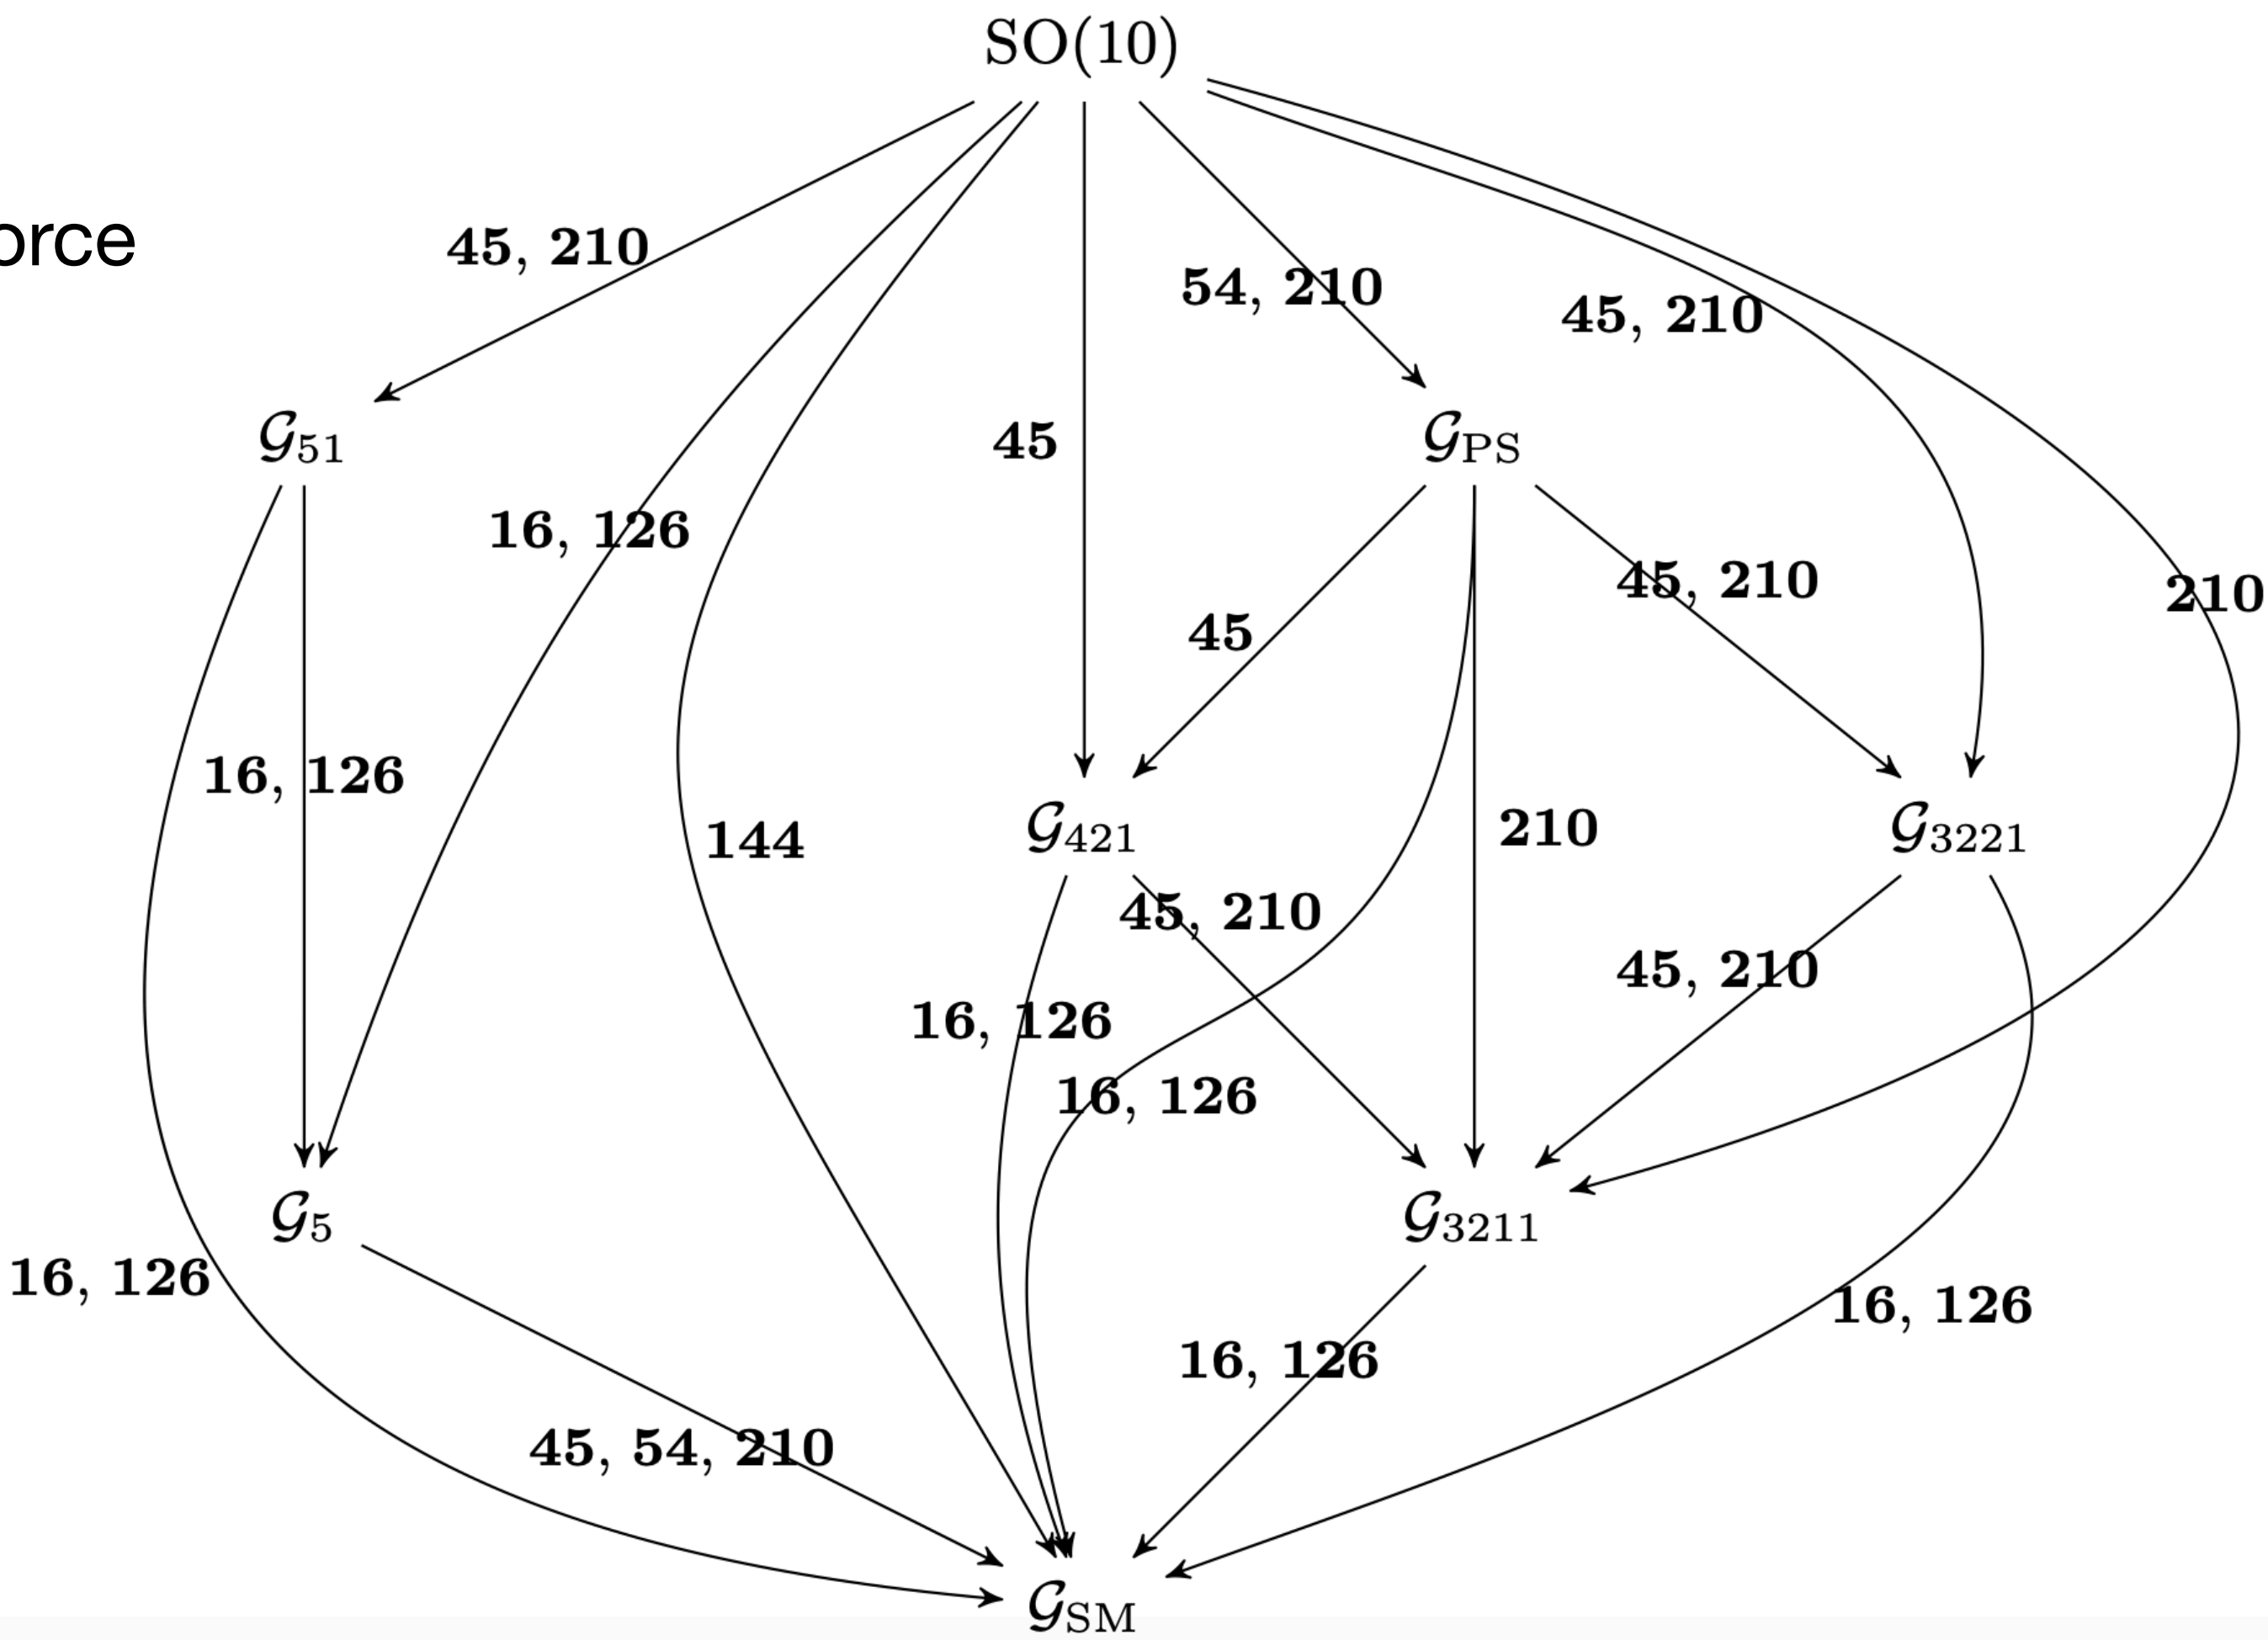 SO(10)
orce
45, 210
54, 210
45, 210
𝒢51
45
𝒢PS
16, 126
45, 210
210
45
16, 126
144
𝒢421
210
𝒢3221
45, 210
45, 210
16, 126
16, 126
𝒢5
𝒢3211
16, 126
16, 126
16, 126
45, 54, 210
𝒢SM